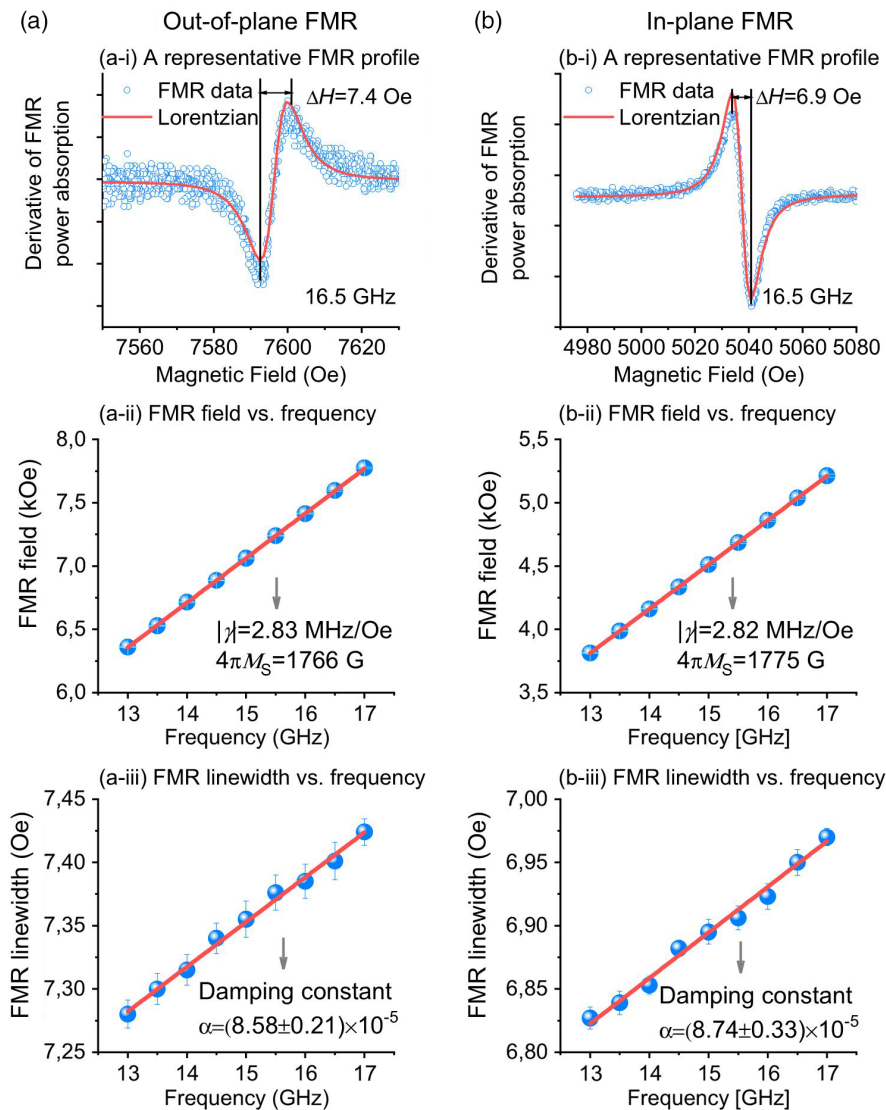 (a) Out-of-plane FMR
(a-i) A representative FMR profile
FMR data
Lorentzian
ΔH=7.4 Oe
16.5 GHz
Derivative of FMR
power absorption
7560 7580 7600 7620
Magnetic Field (Oe)
(b) In-plane FMR
(b-i) A representative FMR profile
FMR data
Lorentzian
ΔH=6.9 Oe
16.5 GHz
Derivative of FMR
power absorption
4980 5000 5020 5040 5060 5080
Magnetic Field (Oe)
(a-ii) FMR field vs. frequency
8,0
7,5
7,0
6,5
6,0
FMR field (kOe)
|γ|=2.83 MHz/Oe
4πMS=1766 G
13 14 15 16 17
Frequency (GHz)
(b-ii) FMR field vs. frequency
5,5
5,0
4,5
4,0
3,5
FMR field (kOe)
|γ|=2.82 MHz/Oe
4πMS=1775 G
13 14 15 16 17
Frequency [GHz]
(a-iii) FMR linewidth vs. frequency
7,45
7,40
7,35
7,30
7,25
FMR linewidth (Oe)
Damping constant
α=(8.58±0.21)×10-5
13 14 15 16 17
Frequency (GHz)
(b-iii) FMR linewidth vs. frequency
7,00
6,95
6,90
6,85
6,80
FMR linewidth (Oe)
Damping constant
α=(8.74±0.33)×10-5
13 14 15 16 17
Frequency [GHz]